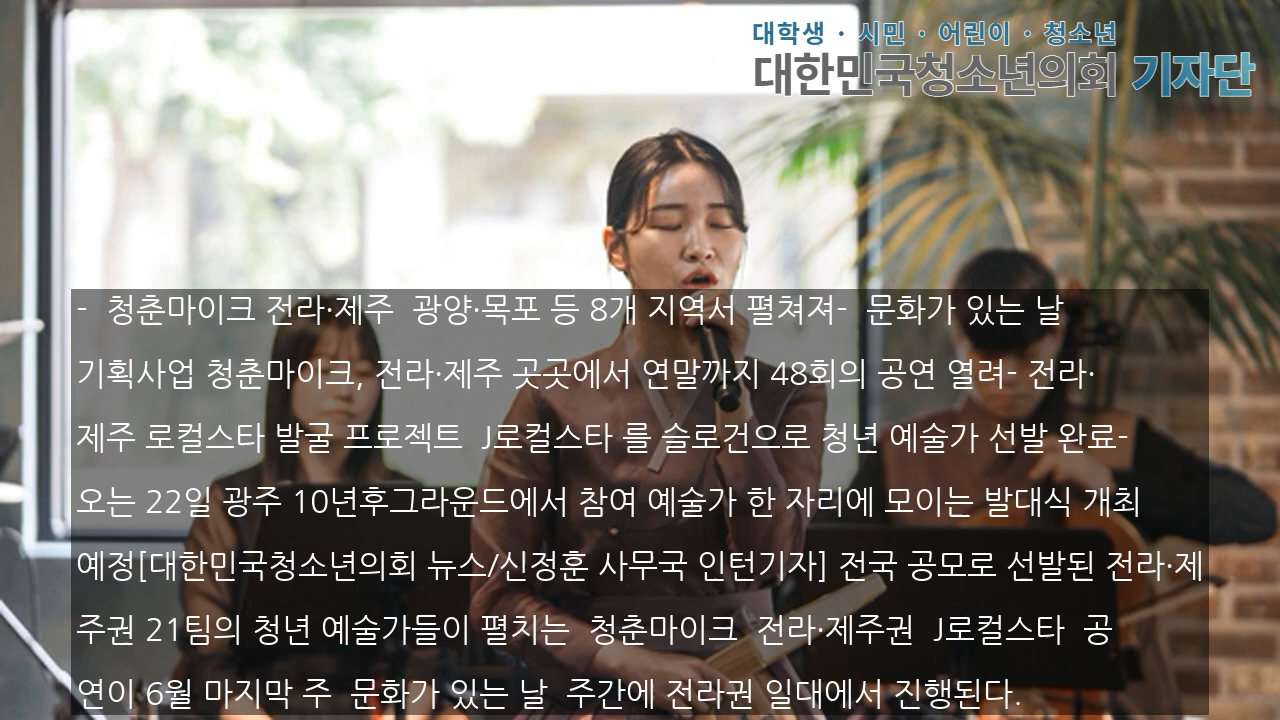 대학생 · 시민 · 어린이 · 청소년
대한민국청소년의회 기자단
- 청춘마이크 전라·제주 광양·목포 등 8개 지역서 펼쳐져- 문화가 있는 날
기획사업 청춘마이크, 전라·제주 곳곳에서 연말까지 48회의 공연 열려- 전라·
제주 로컬스타 발굴 프로젝트 J로컬스타 를 슬로건으로 청년 예술가 선발 완료-
오는 22일 광주 10년후그라운드에서 참여 예술가 한 자리에 모이는 발대식 개최
예정[대한민국청소년의회 뉴스/신정훈 사무국 인턴기자] 전국 공모로 선발된 전라·제
주권 21팀의 청년 예술가들이 펼치는 청춘마이크 전라·제주권 J로컬스타 공
연이 6월 마지막 주 문화가 있는 날 주간에 전라권 일대에서 진행된다.